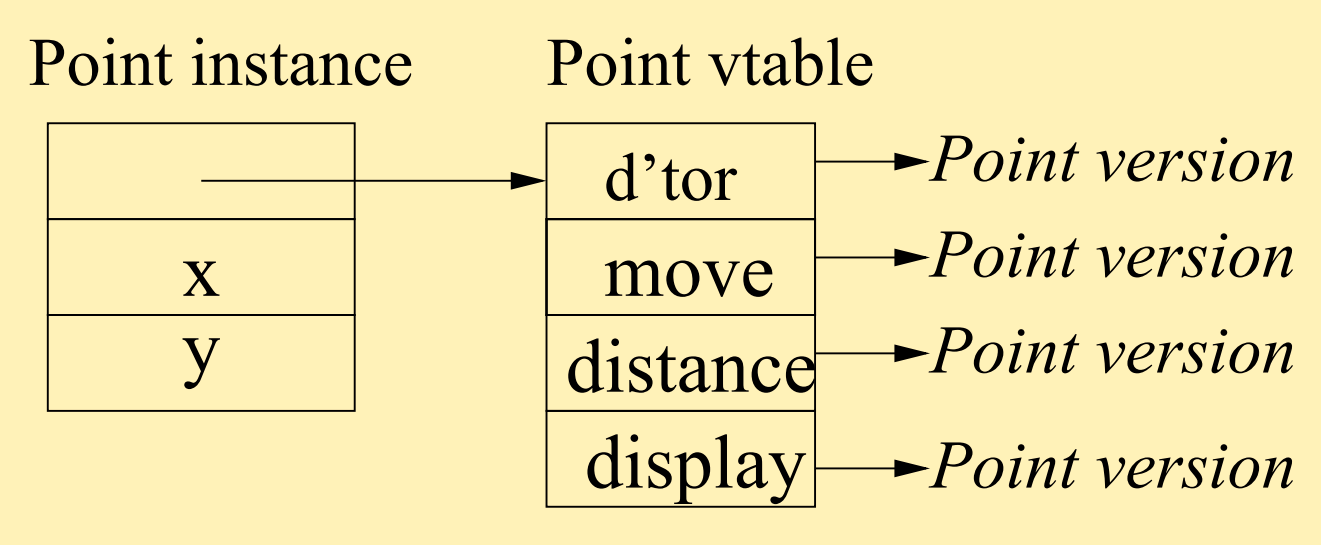 Point instance
Point vtable
d’tor
Point version
x
move
Point version
y
distance
Point version
display
Point version